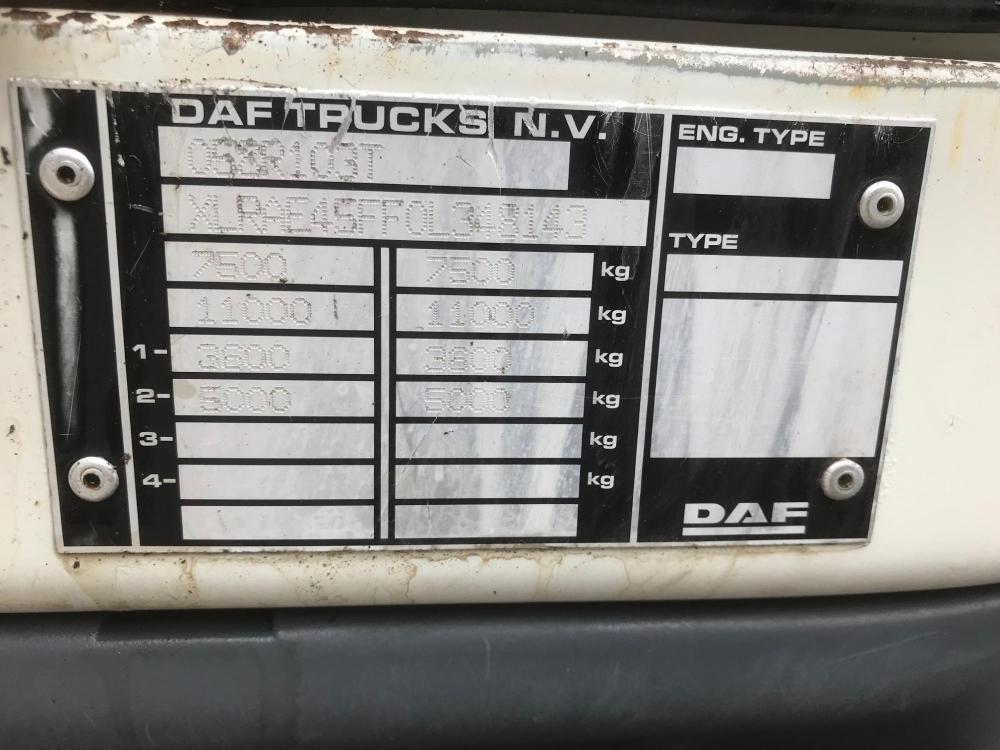 DAF TRUCKS N.V.
XLRAE45FF0L348143
7500 7500 kg
11000 11000 kg
1- 3800 3800 kg
2- 5000 5000 kg
3- kg
4- kg
ENG. TYPE
TYPE
DAF